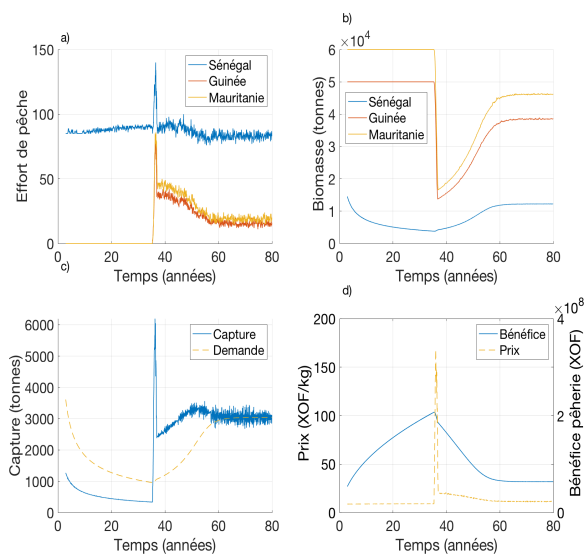 a)
150
100
50
0
Effort de pêche
Sénégal
Guinée
Mauritanie
0 20 40 60 80
Temps (années)
b)
×10⁴
6
5
4
3
2
1
0
Biomasse (tonnes)
Sénégal
Guinée
Mauritanie
0 20 40 60 80
Temps (années)
c)
6000
5000
4000
3000
2000
1000
0
Capture (tonnes)
Capture
Demande
0 20 40 60 80
Temps (années)
d)
×10⁸
200
150
100
50
0
Prix (XOF/kg)
Bénéfice
Prix
4
2
0
Bénéfice pêherie (XOF)
0 20 40 60 80
Temps (années)